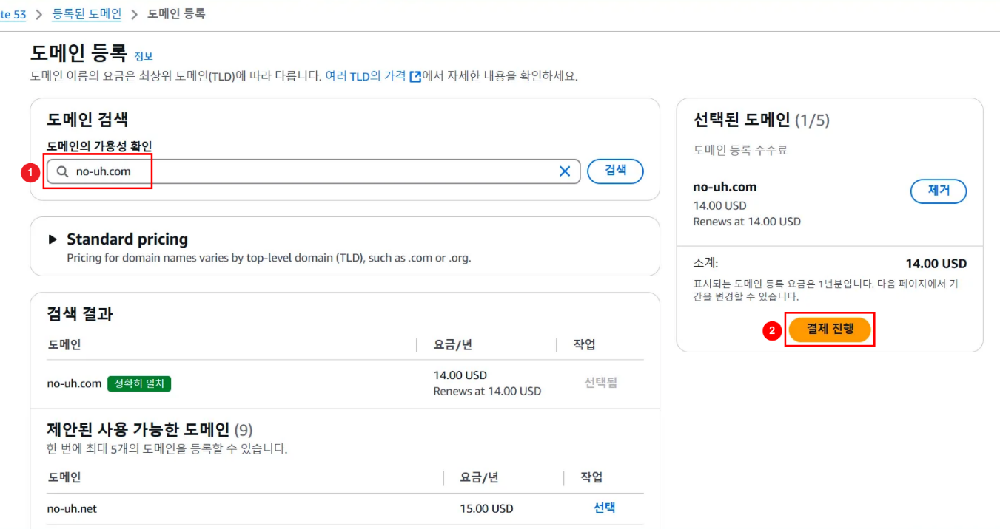 te 53 > 등록된 도메인 > 도메인 등록
도메인 등록 정보
도메인 이름의 요금은 최상위 도메인(TLD)에 따라 다릅니다. 여러 TLD의 가격 에서 자세한 내용을 확인하세요.
도메인 검색
도메인의 가용성 확인
1
no-uh.com
검색
Standard pricing
Pricing for domain names varies by top-level domain (TLD), such as .com or .org.
검색 결과
도메인 요금/년 작업
no-uh.com 정확히 일치 14.00 USD 선택됨
Renews at 14.00 USD
제안된 사용 가능한 도메인 (9)
한 번에 최대 5개의 도메인을 등록할 수 있습니다.
도메인 요금/년 작업
no-uh.net 15.00 USD 선택
선택된 도메인 (1/5)
도메인 등록 수수료
no-uh.com 제거
14.00 USD
Renews at 14.00 USD
소계: 14.00 USD
표시되는 도메인 등록 요금은 1년분입니다. 다음 페이지에서 기
간을 변경할 수 있습니다.
2 결제 진행